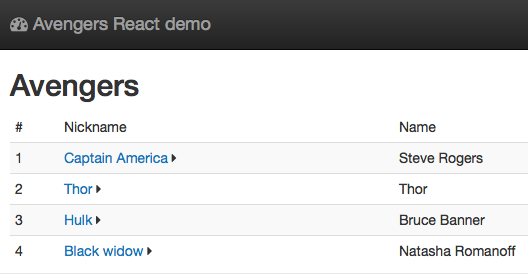 Avengers React demo
Avengers
# Nickname Name
1 Captain America Steve Rogers
2 Thor Thor
3 Hulk Bruce Banner
4 Black widow Natasha Romanoff